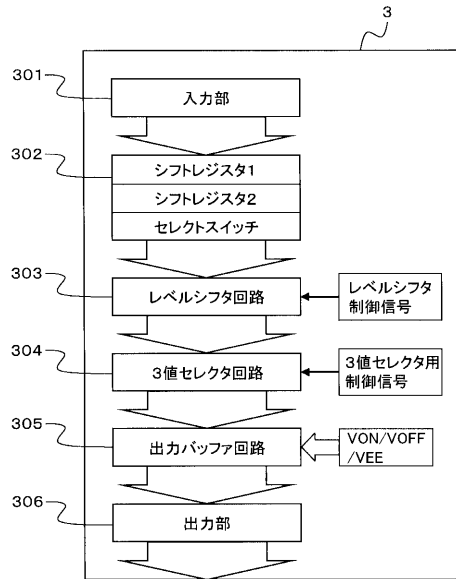 3
301
入力部
302
シフトレジスタ1
シフトレジスタ2
セレクトスイッチ
303
レベルシフタ回路
レベルシフタ
制御信号
304
3値セレクタ回路
3値セレクタ用
制御信号
305
出力バッファ回路
VON/VOFF
/VEE
306
出力部